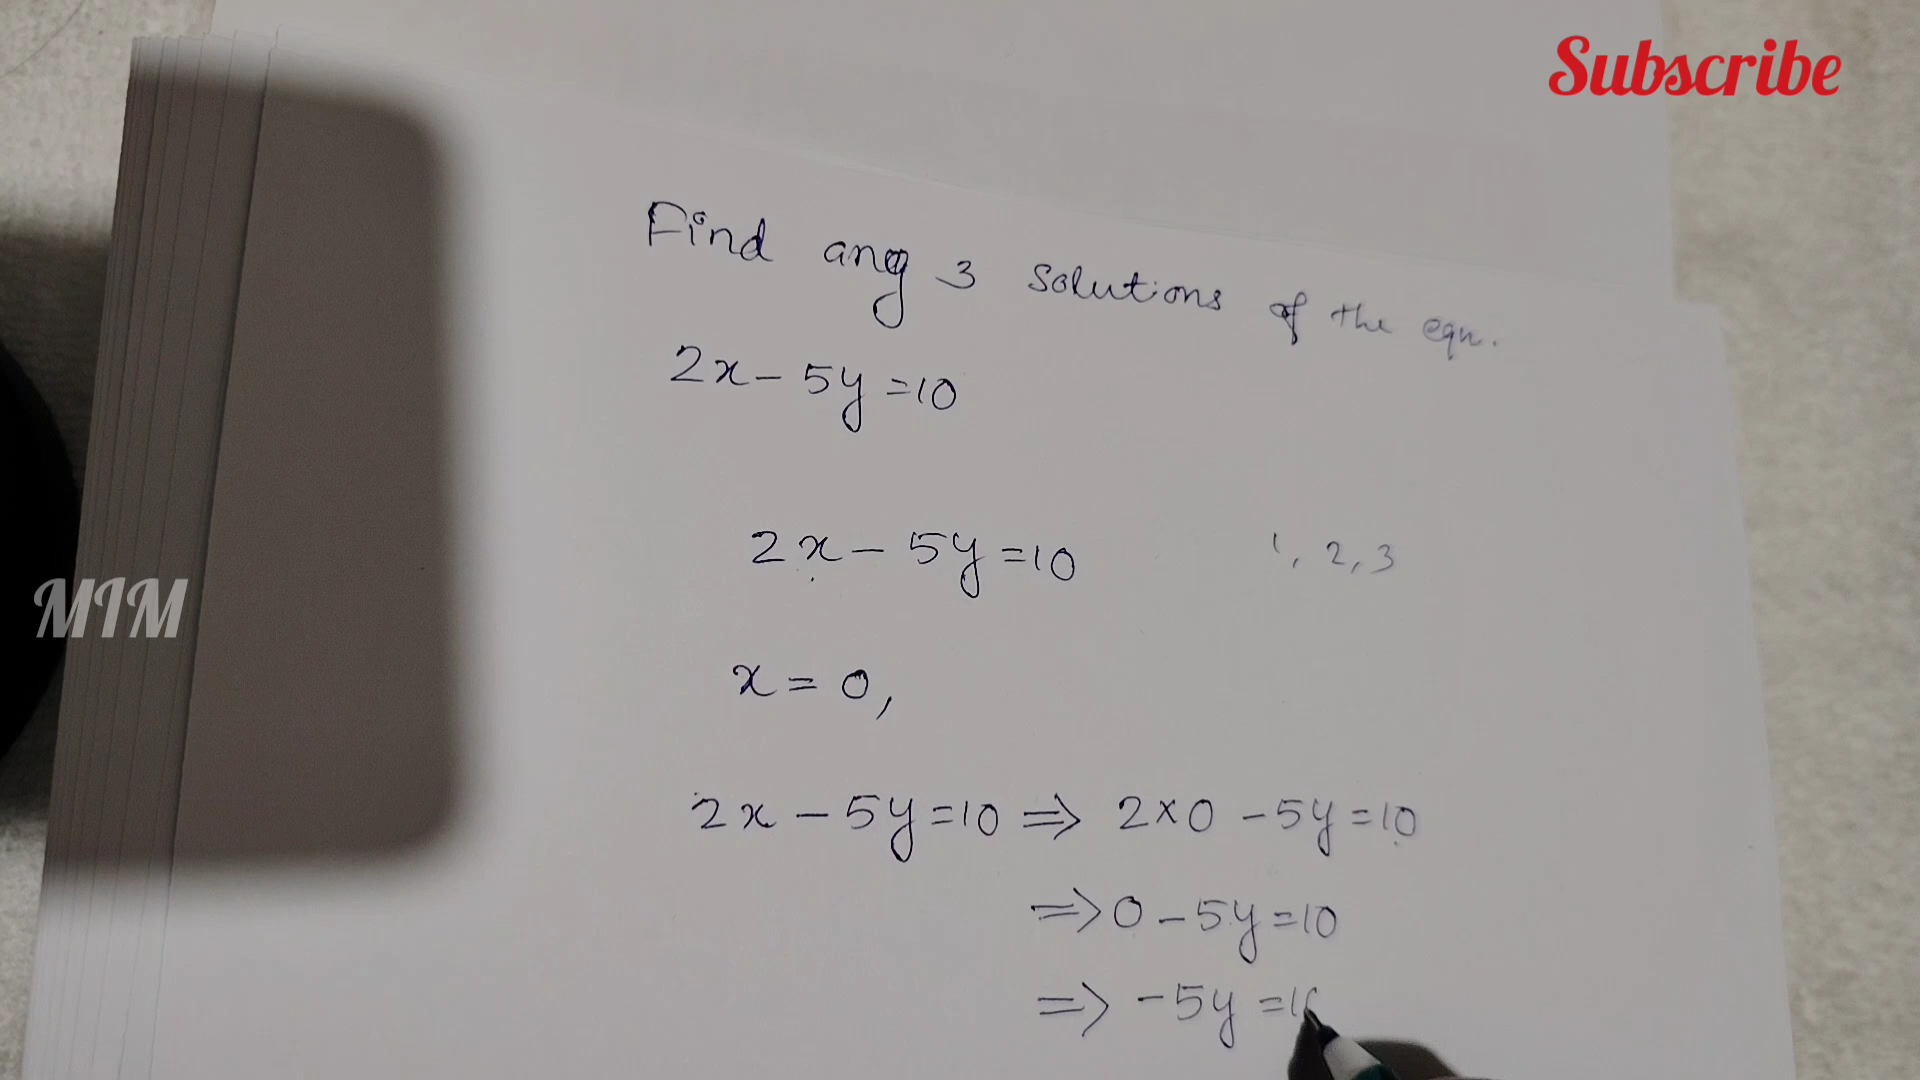 Subscribe
Find any 3 solutions of the eqn.
2x - 5y = 10
2x - 5y = 10 1, 2, 3
MIM
x = 0,
2x - 5y = 10 ⇒ 2×0 - 5y = 10
⇒ 0 - 5y = 10
⇒ -5y = 10